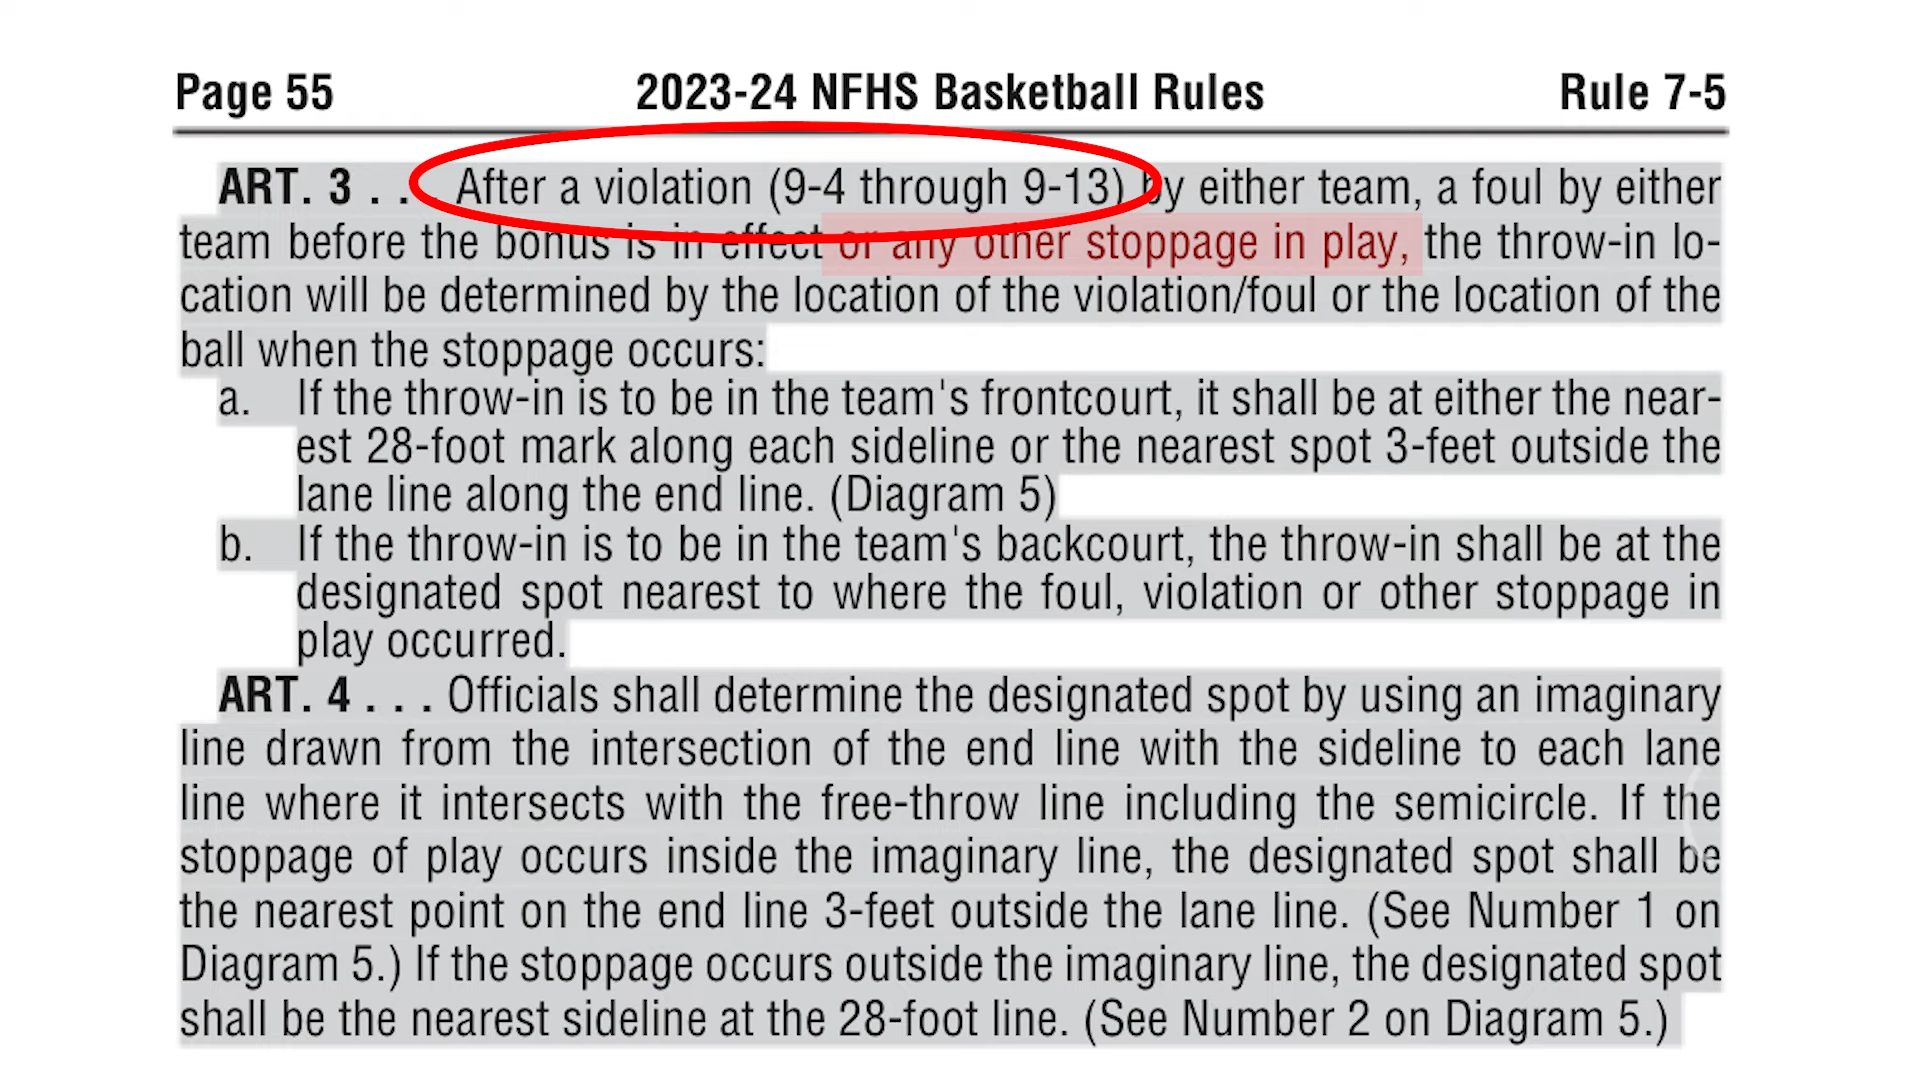 Page 55 2023-24 NFHS Basketball Rules Rule 7-5
ART. 3 . . . After a violation (9-4 through 9-13) by either team, a foul by either
team before the bonus is in effect or any other stoppage in play, the throw-in lo-
cation will be determined by the location of the violation/foul or the location of the
ball when the stoppage occurs:
a. If the throw-in is to be in the team's frontcourt, it shall be at either the near-
est 28-foot mark along each sideline or the nearest spot 3-feet outside the
lane line along the end line. (Diagram 5)
b. If the throw-in is to be in the team's backcourt, the throw-in shall be at the
designated spot nearest to where the foul, violation or other stoppage in
play occurred.
ART. 4 . . . Officials shall determine the designated spot by using an imaginary
line drawn from the intersection of the end line with the sideline to each lane
line where it intersects with the free-throw line including the semicircle. If the
stoppage of play occurs inside the imaginary line, the designated spot shall be
the nearest point on the end line 3-feet outside the lane line. (See Number 1 on
Diagram 5.) If the stoppage occurs outside the imaginary line, the designated spot
shall be the nearest sideline at the 28-foot line. (See Number 2 on Diagram 5.)